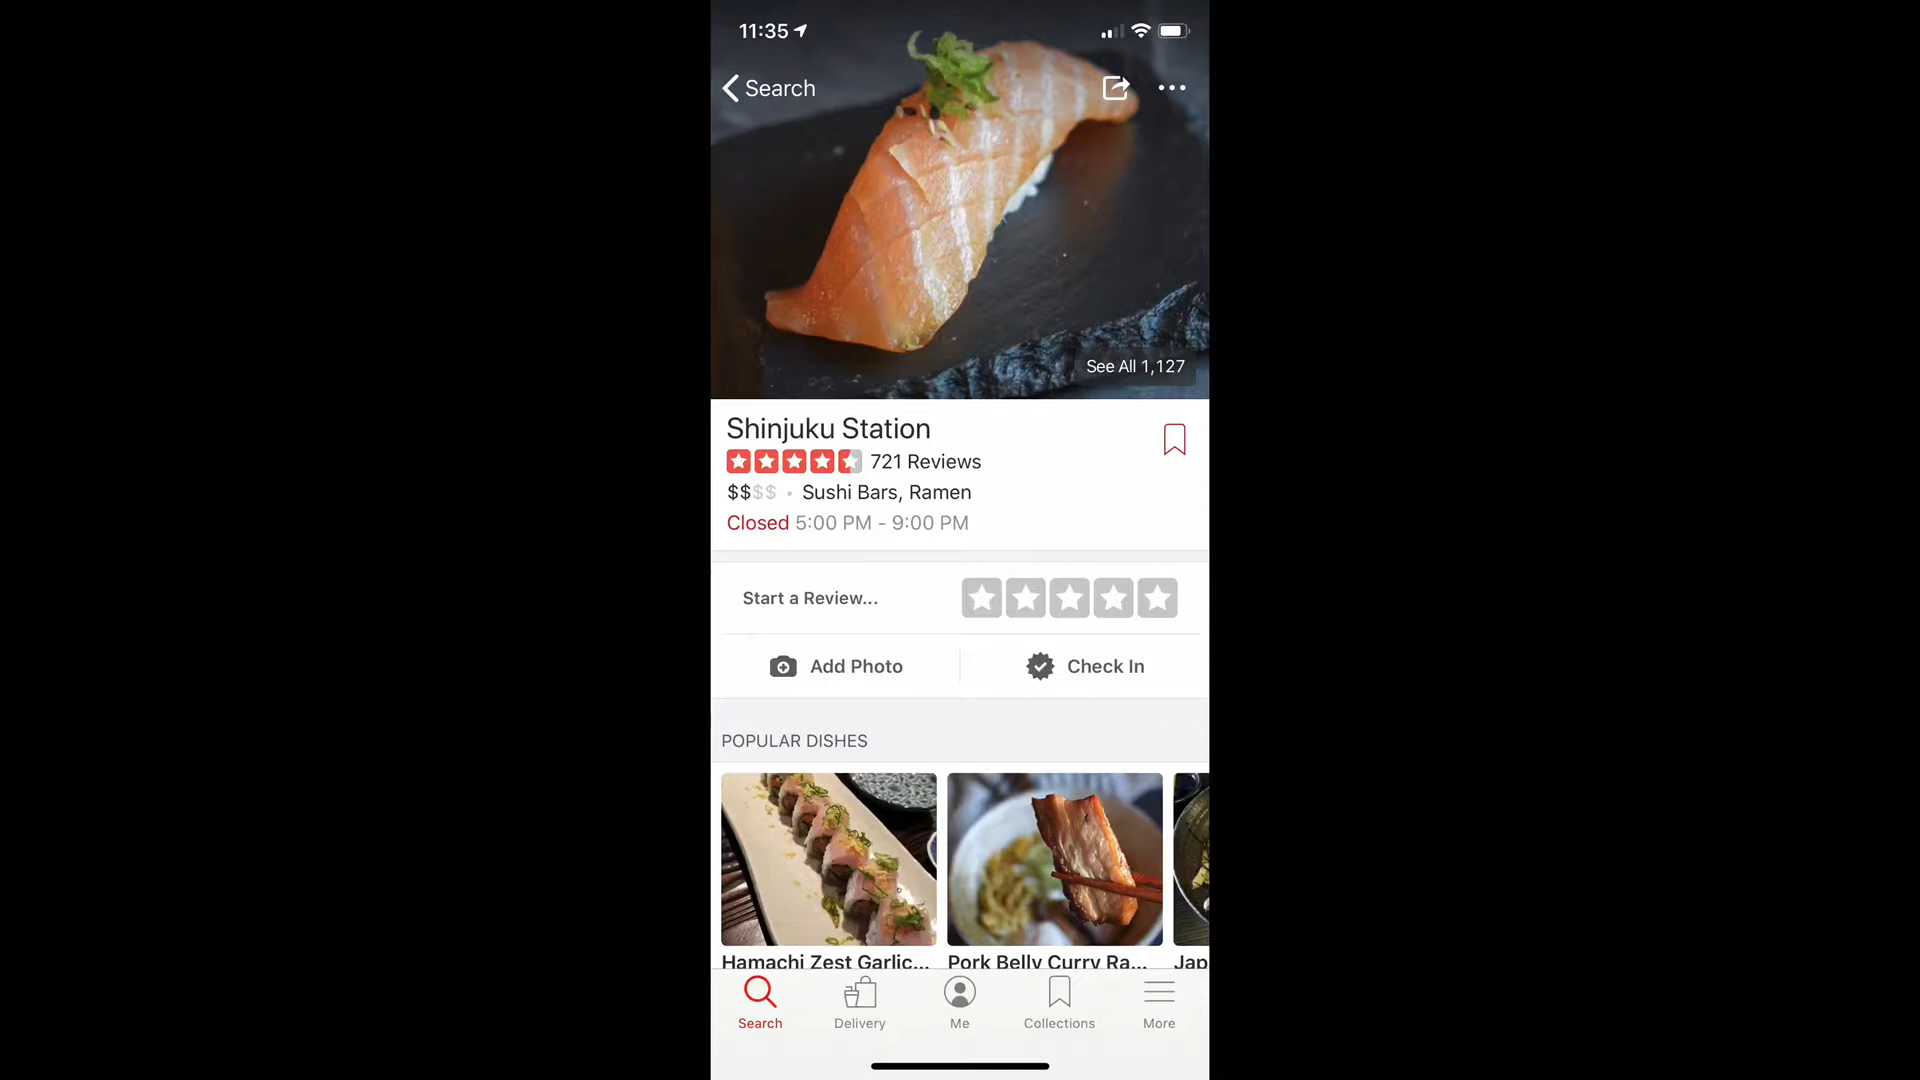 11:35
Search
See All 1,127
Shinjuku Station
721 Reviews
$$$$ • Sushi Bars, Ramen
Closed 5:00 PM - 9:00 PM
Start a Review...
Add Photo
Check In
POPULAR DISHES
Hamachi Zest Garlic...
Pork Belly Curry Ra...
Jap
Search
Delivery
Me
Collections
More